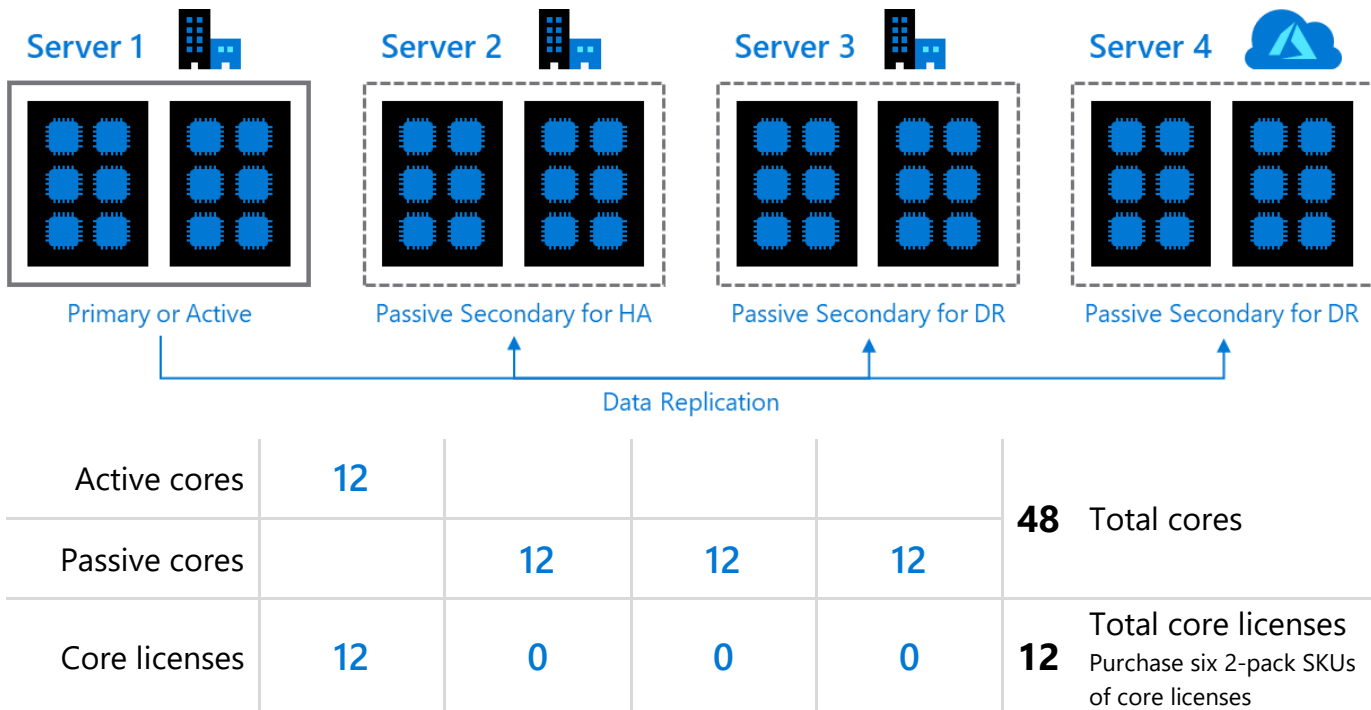 Server 1
Server 2
Server 3
Server 4
Primary or Active
Passive Secondary for HA
Passive Secondary for DR
Passive Secondary for DR
Data Replication
Active cores 12
48 Total cores
Passive cores 12 12 12
Core licenses 12 0 0 0 12 Total core licenses
Purchase six 2-pack SKUs
of core licenses